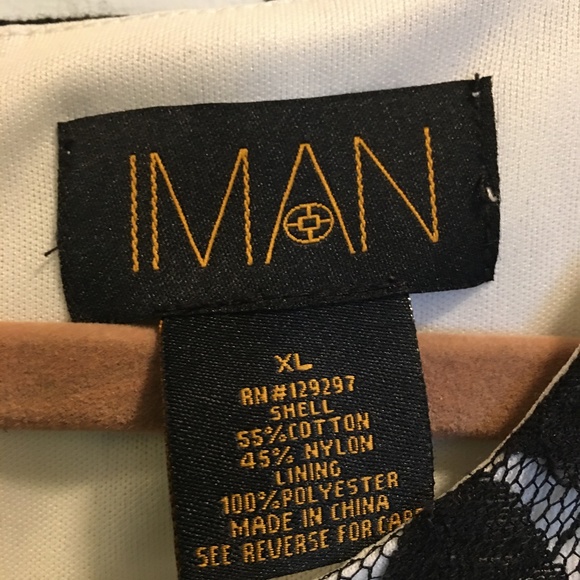 IMAN
XL
RN#129297
SHELL
55%COTTON
45% NYLON
LINING
100%POLYESTER
MADE IN CHINA
SEE REVERSE FOR CARE